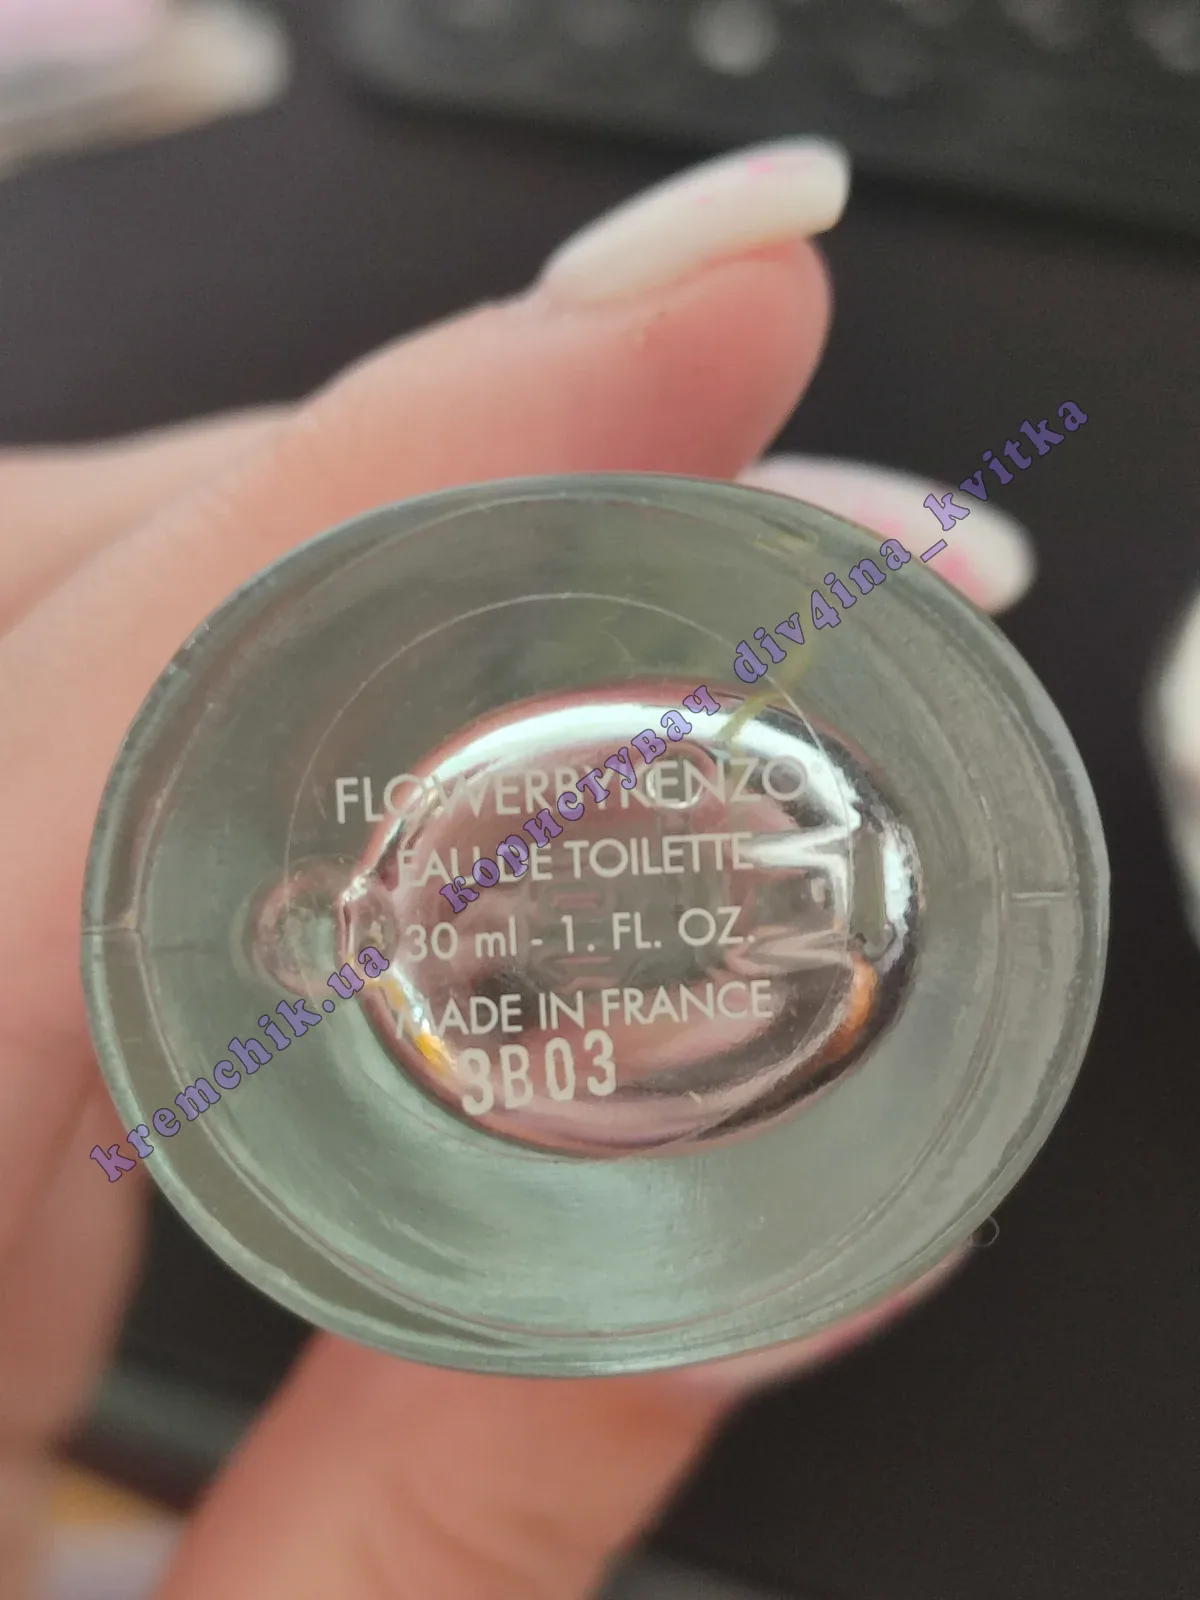 FLOWERBYKENZO®
EAU DE TOILETTE
30 ml - 1. FL. OZ.
MADE IN FRANCE
3B03
kremchik.ua користувач div4ina_kvitka